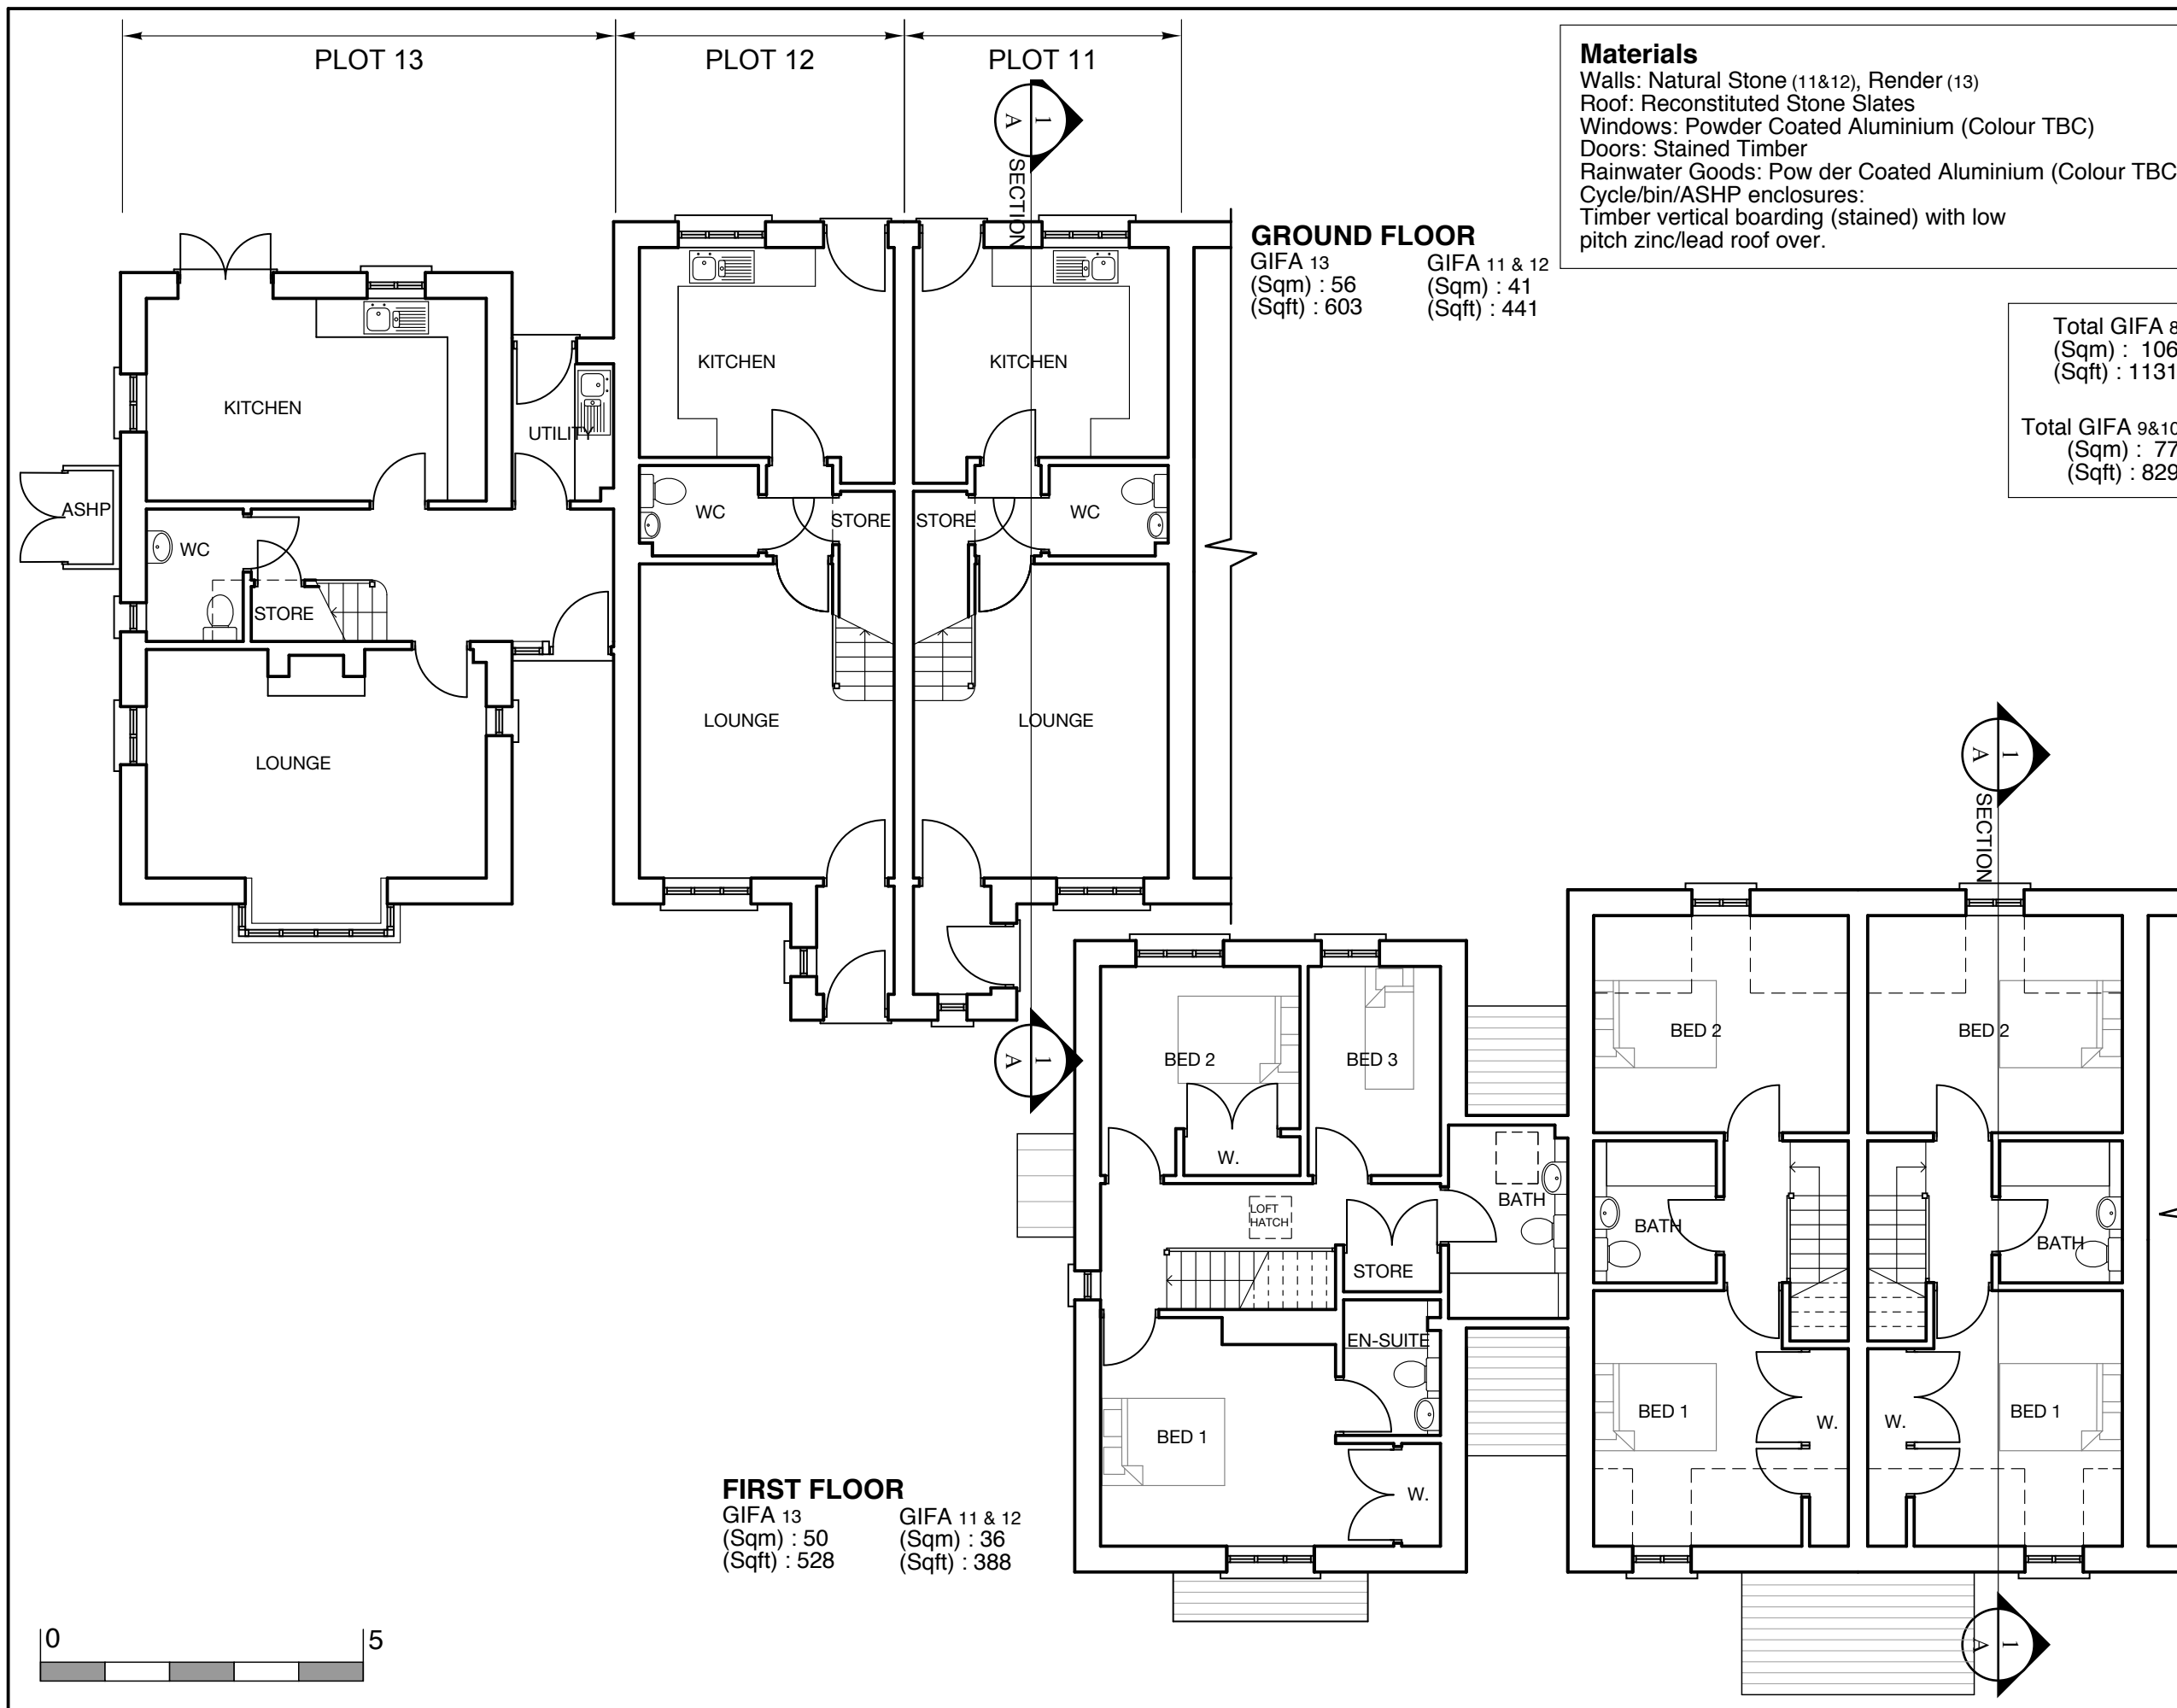 PLOT 13
PLOT 12
PLOT 11
A 1
SECTION
Materials
Walls: Natural Stone (11&12), Render (13)
Roof: Reconstituted Stone Slates
Windows: Powder Coated Aluminium (Colour TBC)
Doors: Stained Timber
Rainwater Goods: Pow der Coated Aluminium (Colour TBC
Cycle/bin/ASHP enclosures:
Timber vertical boarding (stained) with low
pitch zinc/lead roof over.
GROUND FLOOR
GIFA 13
(Sqm) : 56
(Sqft) : 603
GIFA 11 & 12
(Sqm) : 41
(Sqft) : 441
Total GIFA 8
(Sqm) : 106
(Sqft) : 1131
Total GIFA 9&10
(Sqm) : 77
(Sqft) : 829
KITCHEN
UTILITY
KITCHEN
KITCHEN
ASHP
WC
STORE
WC
STORE
STORE
WC
LOUNGE
LOUNGE
LOUNGE
A 1
SECTION
A 1
BED 2
BED 3
W.
LOFT
HATCH
BATH
STORE
EN-SUITE
BED 1
W.
BED 2
BED 2
BATH
BATH
BED 1
W.
W.
BED 1
A 1
FIRST FLOOR
GIFA 13
(Sqm) : 50
(Sqft) : 528
GIFA 11 & 12
(Sqm) : 36
(Sqft) : 388
0
5